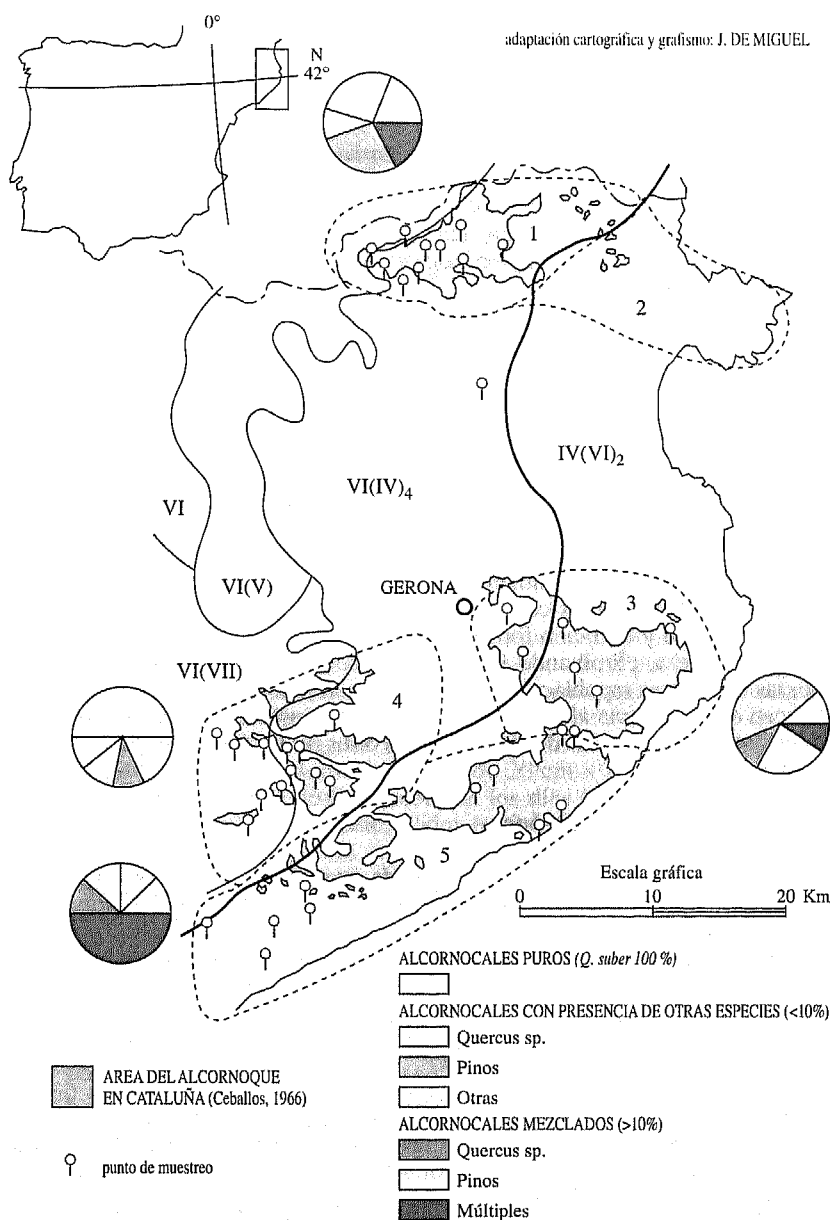 adaptación cartográfica y grafismo: J. DE MIGUEL
0°
N
42°
1
2
VI(IV)₄
IV(VI)₂
VI
VI(V)
GERONA
3
VI(VII)
4
5
Escala gráfica
0 10 20 Km
ALCORNOCALES PUROS (Q. suber 100 %)
ALCORNOCALES CON PRESENCIA DE OTRAS ESPECIES (<10%)
Quercus sp.
Pinos
Otras
ALCORNOCALES MEZCLADOS (>10%)
Quercus sp.
Pinos
Múltiples
AREA DEL ALCORNOQUE
EN CATALUÑA (Ceballos, 1966)
punto de muestreo